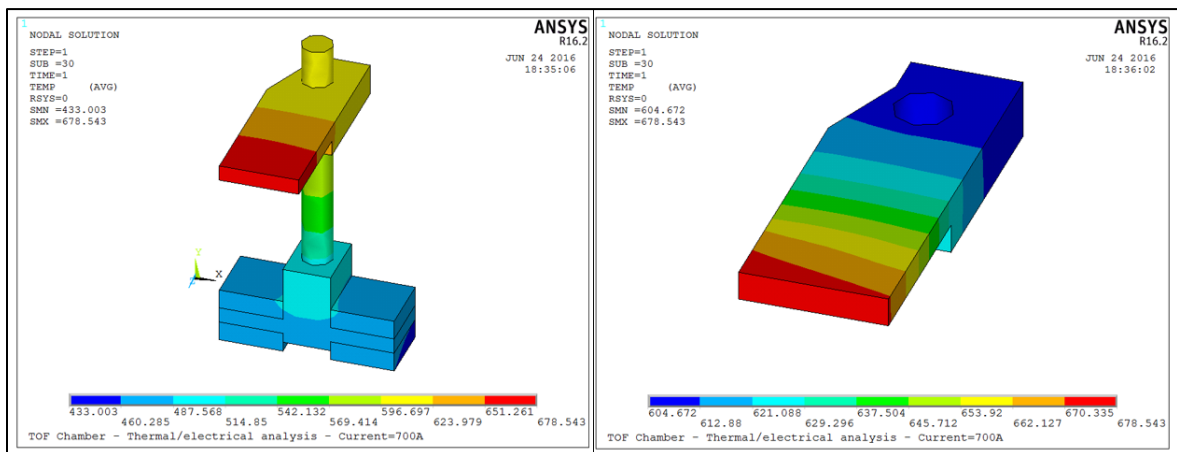 1
NODAL SOLUTION
STEP=1
SUB =30
TIME=1
TEMP (AVG)
RSYS=0
SMN =433.003
SMX =678.543
ANSYS
R16.2
JUN 24 2016
18:35:06
Y
Z X
433.003 487.568 542.132 596.697 651.261
460.285 514.85 569.414 623.979 678.543
TOF Chamber - Thermal/electrical analysis - Current=700A
1
NODAL SOLUTION
STEP=1
SUB =30
TIME=1
TEMP (AVG)
RSYS=0
SMN =604.672
SMX =678.543
ANSYS
R16.2
JUN 24 2016
18:36:02
604.672 621.088 637.504 653.92 670.335
612.88 629.296 645.712 662.127 678.543
TOF Chamber - Thermal/electrical analysis - Current=700A